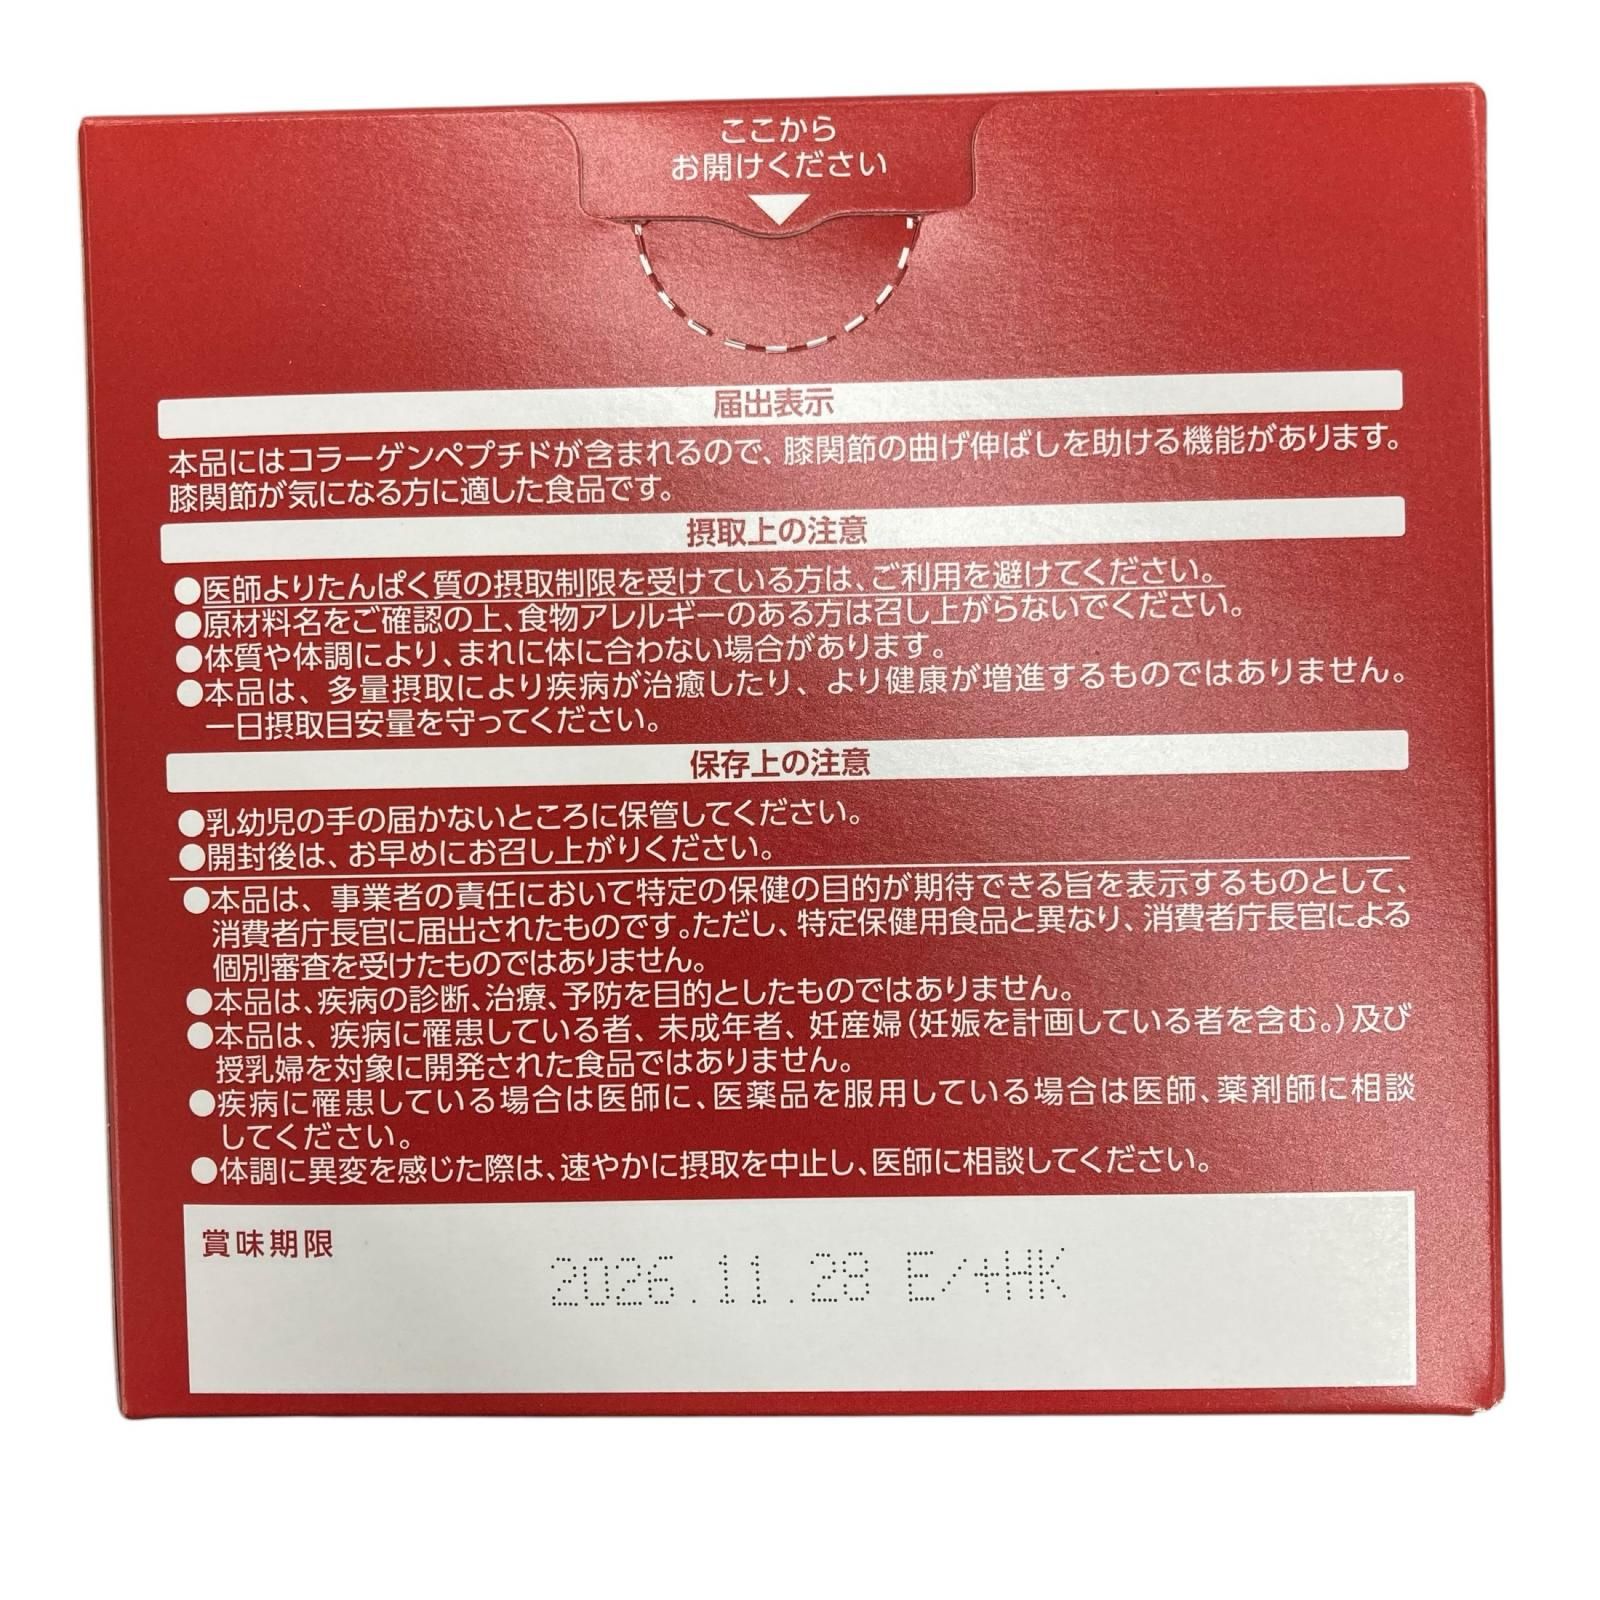 ここから
お開けください
届出表示
本品にはコラーゲンペプチドが含まれるので、膝関節の曲げ伸ばしを助ける機能があります。
膝関節が気になる方に適した食品です。
摂取上の注意
●医師よりたんぱく質の摂取制限を受けている方は、ご利用を避けてください。
●原材料名をご確認の上、食物アレルギーのある方は召し上がらないでください。
●体質や体調により、まれに体に合わない場合があります。
●本品は、多量摂取により疾病が治癒したり、より健康が増進するものではありません。
一日摂取目安量を守ってください。
保存上の注意
●乳幼児の手の届かないところに保管してください。
●開封後は、お早めにお召し上がりください。
●本品は、事業者の責任において特定の保健の目的が期待できる旨を表示するものとして、
消費者庁長官に届出されたものです。ただし、特定保健用食品と異なり、消費者庁長官による
個別審査を受けたものではありません。
●本品は、疾病の診断、治療、予防を目的としたものではありません。
●本品は、疾病に罹患している者、未成年者、妊産婦（妊娠を計画している者を含む。）及び
授乳婦を対象に開発された食品ではありません。
●疾病に罹患している場合は医師に、医薬品を服用している場合は医師、薬剤師に相談
してください。
●体調に異変を感じた際は、速やかに摂取を中止し、医師に相談してください。
賞味期限
2026.11.28 E/+HK